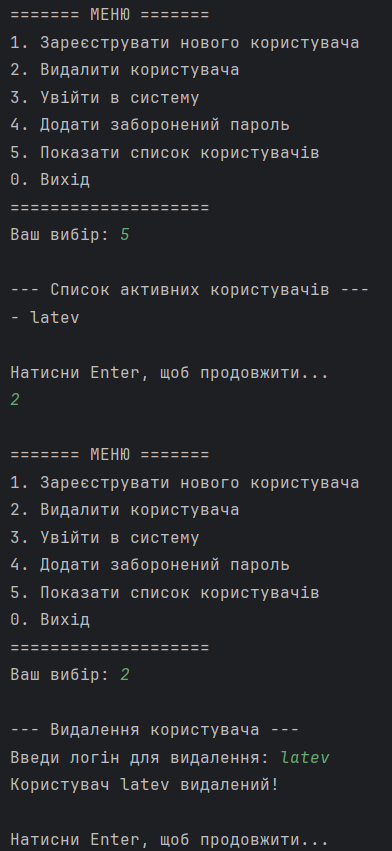 ======= МЕНЮ =======
1. Зареєструвати нового користувача
2. Видалити користувача
3. Увійти в систему
4. Додати заборонений пароль
5. Показати список користувачів
0. Вихід
====================
Ваш вибір: 5
--- Список активних користувачів ---
- latev
Натисни Enter, щоб продовжити...
2
======= МЕНЮ =======
1. Зареєструвати нового користувача
2. Видалити користувача
3. Увійти в систему
4. Додати заборонений пароль
5. Показати список користувачів
0. Вихід
=====================
Ваш вибір: 2
--- Видалення користувача ---
Введи логін для видалення: latev
Користувач latev видалений!
Натисни Enter, щоб продовжити...